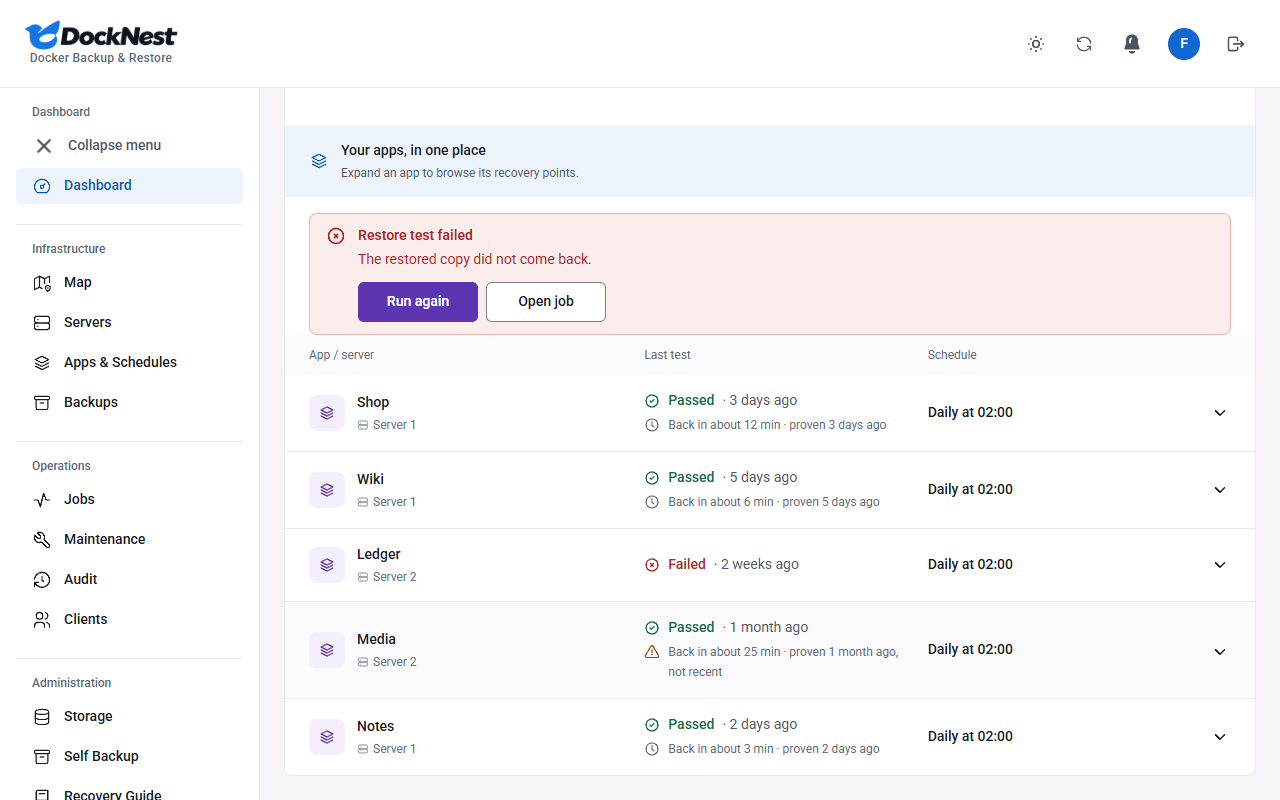 DockNest
Docker Backup & Restore
F
Dashboard
Collapse menu
Dashboard
Infrastructure
Map
Servers
Apps & Schedules
Backups
Operations
Jobs
Maintenance
Audit
Clients
Administration
Storage
Self Backup
Recovery Guide
Your apps, in one place
Expand an app to browse its recovery points.
Restore test failed
The restored copy did not come back.
Run again
Open job
App / server
Last test
Schedule
Shop
Server 1
Passed · 3 days ago
Back in about 12 min · proven 3 days ago
Daily at 02:00
Wiki
Server 1
Passed · 5 days ago
Back in about 6 min · proven 5 days ago
Daily at 02:00
Ledger
Server 2
Failed · 2 weeks ago
Daily at 02:00
Media
Server 2
Passed · 1 month ago
Back in about 25 min · proven 1 month ago,
not recent
Daily at 02:00
Notes
Server 1
Passed · 2 days ago
Back in about 3 min · proven 2 days ago
Daily at 02:00